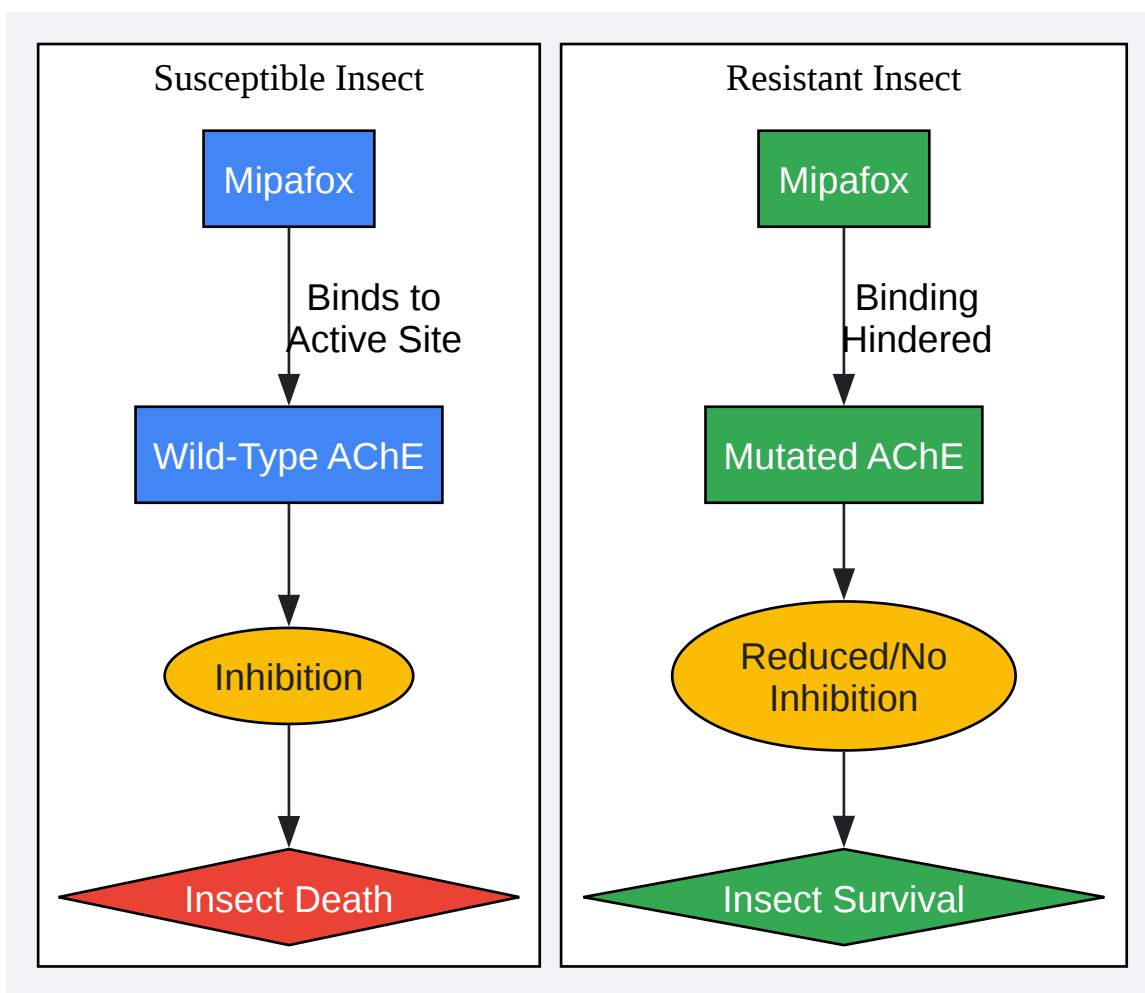 Susceptible Insect
Mipafox
Binds to
Active Site
Wild-Type AChE
Inhibition
Insect Death
Resistant Insect
Mipafox
Binding
Hindered
Mutated AChE
Reduced/No
Inhibition
Insect Survival